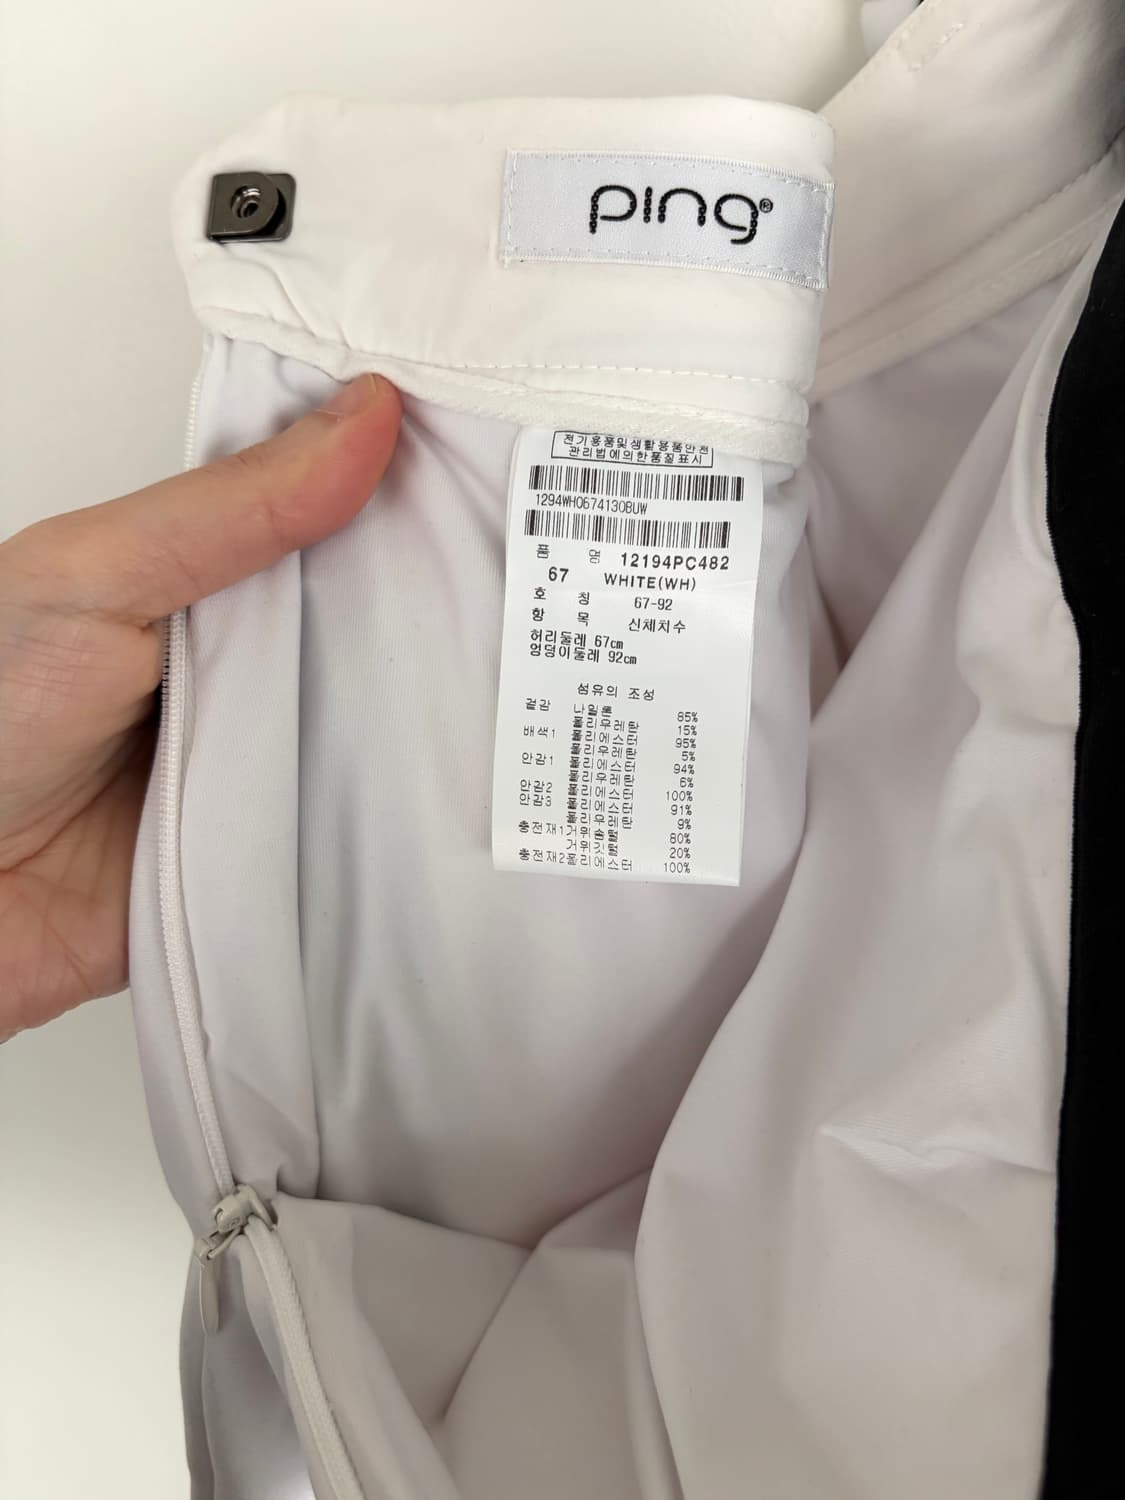 ping®
전기용품및생활용품안전
관리법에의한품질표시
1294WH0674130BUW
품 명 12194PC482
67 WHITE(WH)
호 칭 67-92
항 목 신체치수
허리둘레 67cm
엉덩이둘레 92cm
섬유의 조성
겉감 나일론 85%
폴리우레탄 15%
배색1 폴리에스터 95%
폴리우레탄 5%
안감1 폴리에스터 94%
폴리우레탄 6%
안감2 폴리에스터 100%
안감3 폴리에스터 91%
폴리우레탄 9%
충전재1 거위솜털 80%
거위깃털 20%
충전재2 폴리에스터 100%